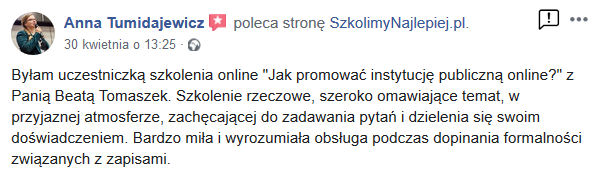 Anna Tumidajewicz poleca stronę SzkolimyNajlepiej.pl.
30 kwietnia o 13:25 ·
Byłam uczestniczką szkolenia online "Jak promować instytucję publiczną online?" z
Panią Beatą Tomaszek. Szkolenie rzeczowe, szeroko omawiające temat, w
przyjaznej atmosferze, zachęcającej do zadawania pytań i dzielenia się swoim
doświadczeniem. Bardzo miła i wyrozumiała obsługa podczas dopinania formalności
związanych z zapisami.